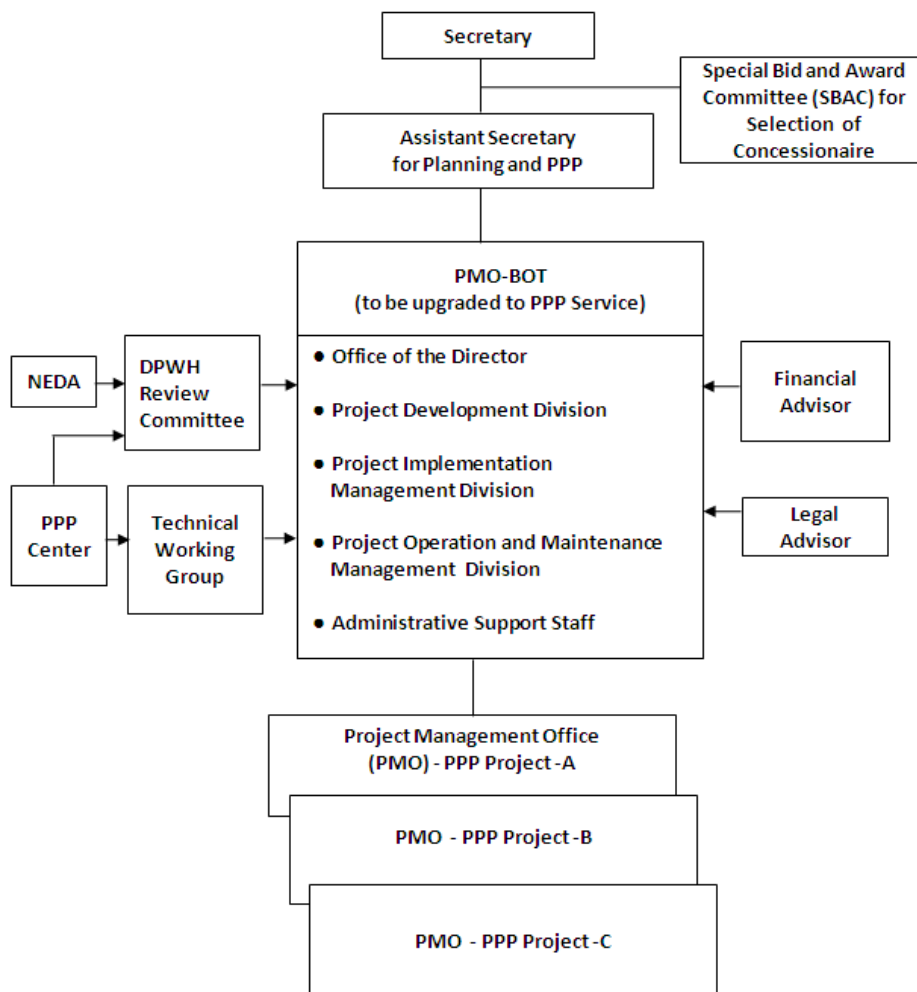 Secretary
Special Bid and Award
Committee (SBAC) for
Selection of
Concessionaire
Assistant Secretary
for Planning and PPP
PMO-BOT
(to be upgraded to PPP Service)
● Office of the Director
● Project Development Division
● Project Implementation
Management Division
● Project Operation and Maintenance
Management Division
● Administrative Support Staff
NEDA
DPWH
Review
Committee
PPP
Center
Technical
Working
Group
Financial
Advisor
Legal
Advisor
Project Management Office
(PMO) - PPP Project -A
PMO - PPP Project -B
PMO - PPP Project -C